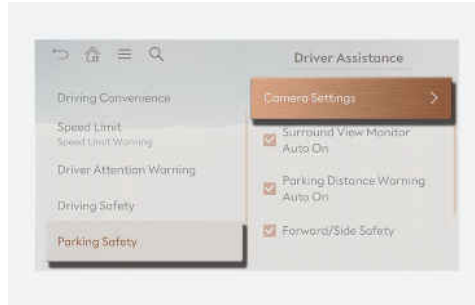 Driver Assistance
Driving Convenience
Speed Limit
Speed Limit Warning
Driver Attention Warning
Driving Safety
Parking Safety
Camera Settings
Surround View Monitor
Auto On
Parking Distance Warning
Auto On
Forward/Side Safety